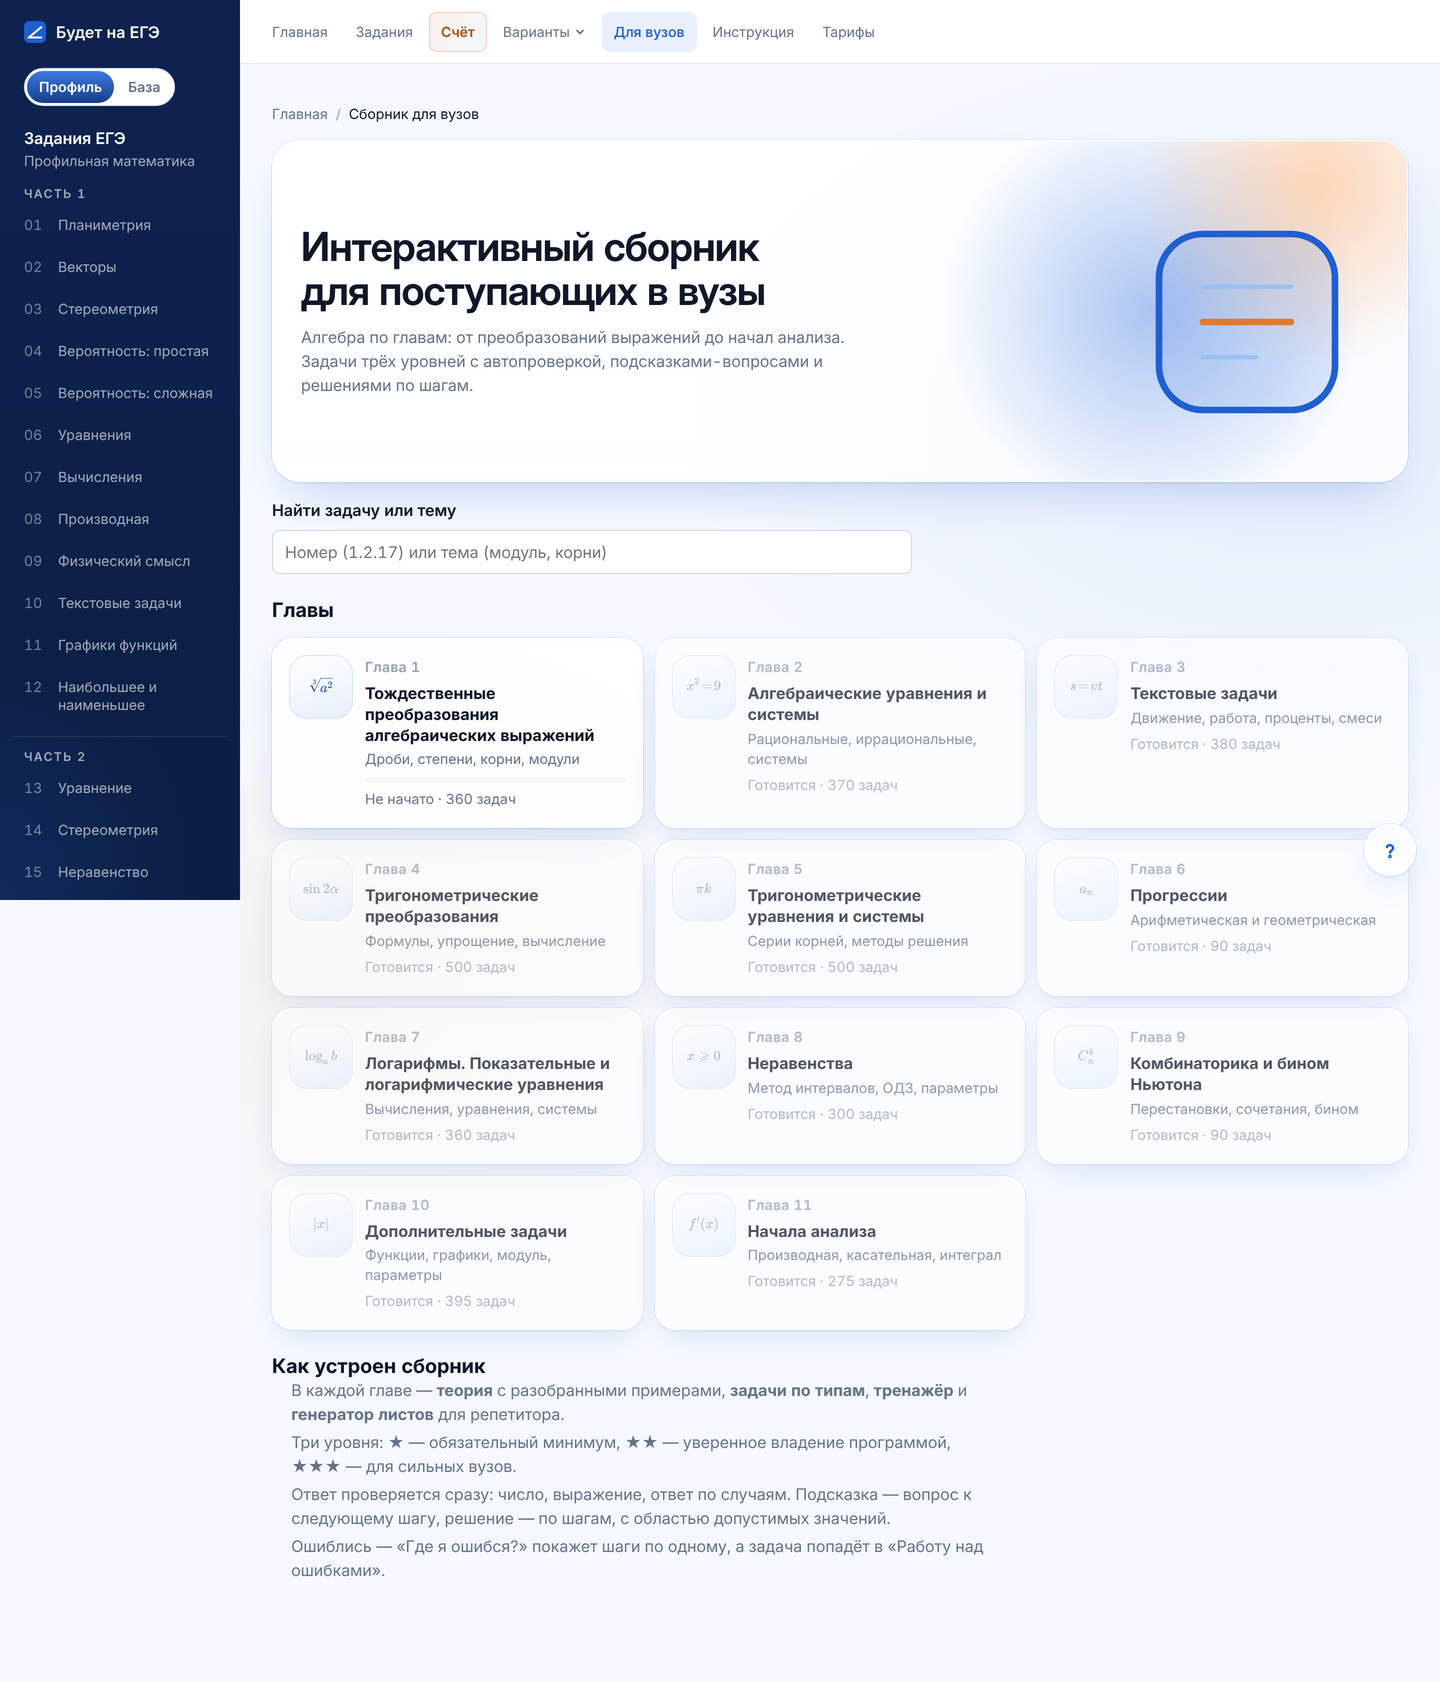 Будет на ЕГЭ
Профиль База
Задания ЕГЭ
Профильная математика
ЧАСТЬ 1
01 Планиметрия
02 Векторы
03 Стереометрия
04 Вероятность: простая
05 Вероятность: сложная
06 Уравнения
07 Вычисления
08 Производная
09 Физический смысл
10 Текстовые задачи
11 Графики функций
12 Наибольшее и
наименьшее
ЧАСТЬ 2
13 Уравнение
14 Стереометрия
15 Неравенство
Главная Задания Счёт Варианты Для вузов Инструкция Тарифы
Главная / Сборник для вузов
Интерактивный сборник
для поступающих в вузы
Алгебра по главам: от преобразований выражений до начал анализа.
Задачи трёх уровней с автопроверкой, подсказками-вопросами и
решениями по шагам.
Найти задачу или тему
Номер (1.2.17) или тема (модуль, корни)
Главы
∛a²
Глава 1
Тождественные
преобразования
алгебраических выражений
Дроби, степени, корни, модули
Не начато · 360 задач
x² = 9
Глава 2
Алгебраические уравнения и
системы
Рациональные, иррациональные,
системы
Готовится · 370 задач
s = vt
Глава 3
Текстовые задачи
Движение, работа, проценты, смеси
Готовится · 380 задач
sin 2α
Глава 4
Тригонометрические
преобразования
Формулы, упрощение, вычисление
Готовится · 500 задач
πk
Глава 5
Тригонометрические
уравнения и системы
Серии корней, методы решения
Готовится · 500 задач
aₙ
Глава 6
Прогрессии
Арифметическая и геометрическая
Готовится · 90 задач
?
logₐ b
Глава 7
Логарифмы. Показательные и
логарифмические уравнения
Вычисления, уравнения, системы
Готовится · 360 задач
x ⩾ 0
Глава 8
Неравенства
Метод интервалов, ОДЗ, параметры
Готовится · 300 задач
Cₙᵏ
Глава 9
Комбинаторика и бином
Ньютона
Перестановки, сочетания, бином
Готовится · 90 задач
|x|
Глава 10
Дополнительные задачи
Функции, графики, модуль,
параметры
Готовится · 395 задач
f′(x)
Глава 11
Начала анализа
Производная, касательная, интеграл
Готовится · 275 задач
Как устроен сборник
В каждой главе — теория с разобранными примерами, задачи по типам, тренажёр и
генератор листов для репетитора.
Три уровня: ★ — обязательный минимум, ★★ — уверенное владение программой,
★★★ — для сильных вузов.
Ответ проверяется сразу: число, выражение, ответ по случаям. Подсказка — вопрос к
следующему шагу, решение — по шагам, с областью допустимых значений.
Ошиблись — «Где я ошибся?» покажет шаги по одному, а задача попадёт в «Работу над
ошибками».